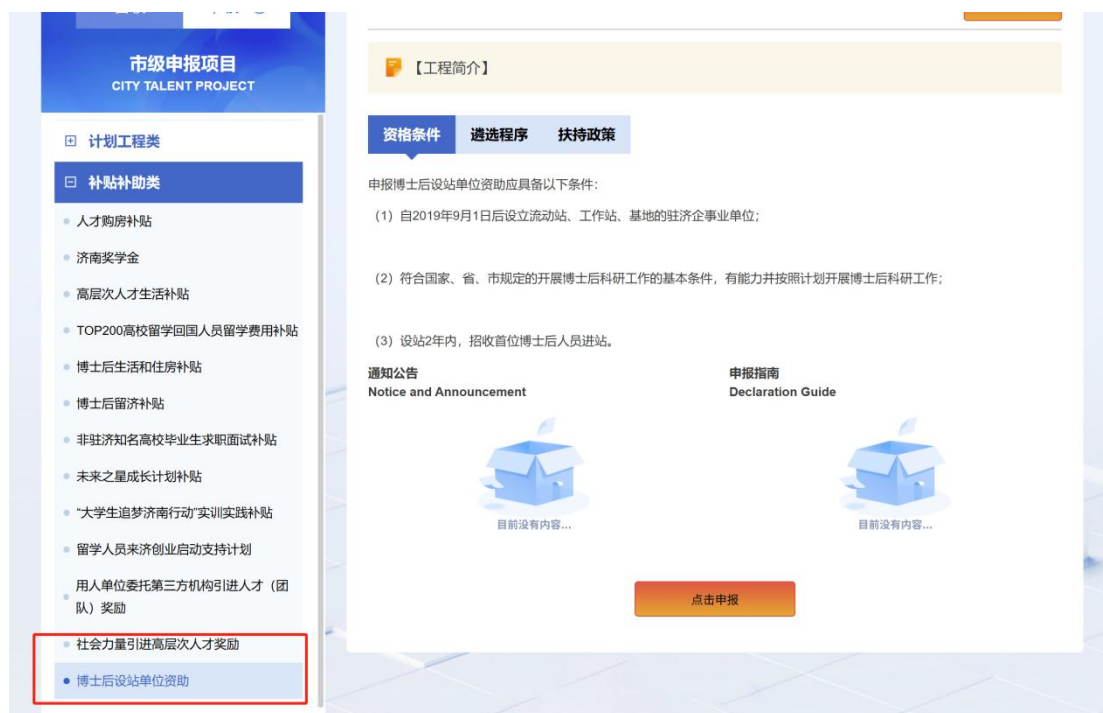 市级申报项目
CITY TALENT PROJECT
计划工程类
补贴补助类
人才购房补贴
济南奖学金
高层次人才生活补贴
TOP200高校留学回国人员留学费用补贴
博士后生活和住房补贴
博士后留济补贴
非驻济知名高校毕业生求职面试补贴
未来之星成长计划补贴
“大学生追梦济南行动”实训实践补贴
留学人员来济创业启动支持计划
用人单位委托第三方机构引进人才（团
队）奖励
社会力量引进高层次人才奖励
博士后设站单位资助
【工程简介】
资格条件 遴选程序 扶持政策
申报博士后设站单位资助应具备以下条件：
（1）自2019年9月1日后设立流动站、工作站、基地的驻济企事业单位；
（2）符合国家、省、市规定的开展博士后科研工作的基本条件，有能力并按照计划开展博士后科研工作；
（3）设站2年内，招收首位博士后人员进站。
通知公告
Notice and Announcement
目前没有内容...
申报指南
Declaration Guide
目前没有内容...
点击申报